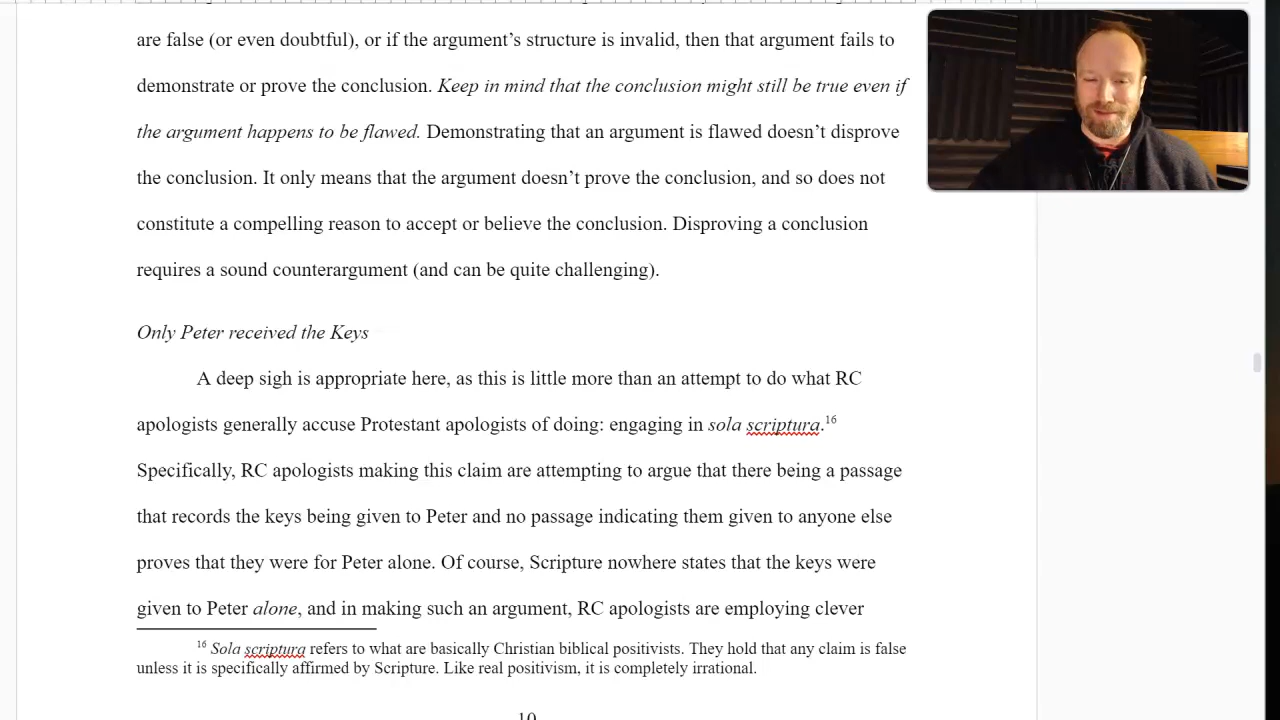 are false (or even doubtful), or if the argument’s structure is invalid, then that argument fails to
demonstrate or prove the conclusion. Keep in mind that the conclusion might still be true even if
the argument happens to be flawed. Demonstrating that an argument is flawed doesn’t disprove
the conclusion. It only means that the argument doesn’t prove the conclusion, and so does not
constitute a compelling reason to accept or believe the conclusion. Disproving a conclusion
requires a sound counterargument (and can be quite challenging).
Only Peter received the Keys
A deep sigh is appropriate here, as this is little more than an attempt to do what RC
apologists generally accuse Protestant apologists of doing: engaging in sola scriptura.16
Specifically, RC apologists making this claim are attempting to argue that there being a passage
that records the keys being given to Peter and no passage indicating them given to anyone else
proves that they were for Peter alone. Of course, Scripture nowhere states that the keys were
given to Peter alone, and in making such an argument, RC apologists are employing clever
16 Sola scriptura refers to what are basically Christian biblical positivists. They hold that any claim is false
unless it is specifically affirmed by Scripture. Like real positivism, it is completely irrational.
10